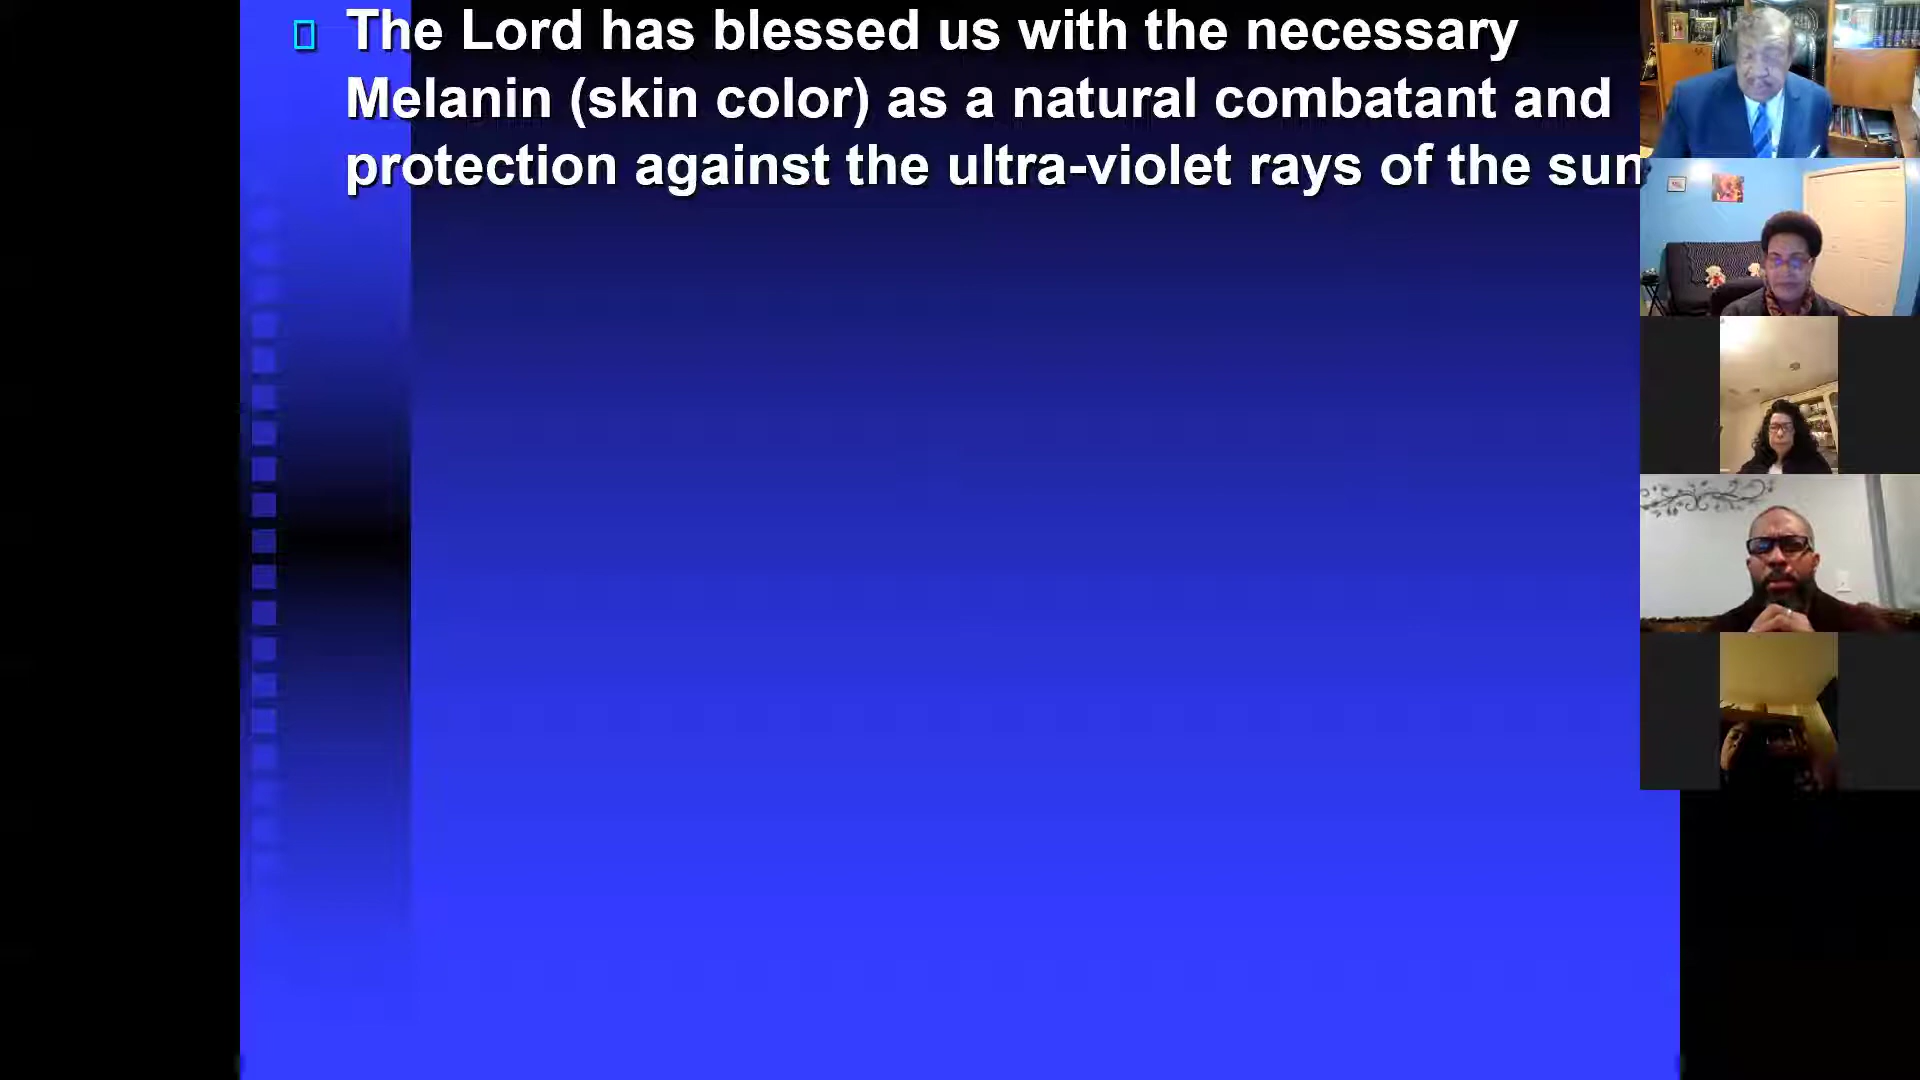 The Lord has blessed us with the necessary
Melanin (skin color) as a natural combatant and
protection against the ultra-violet rays of the sun